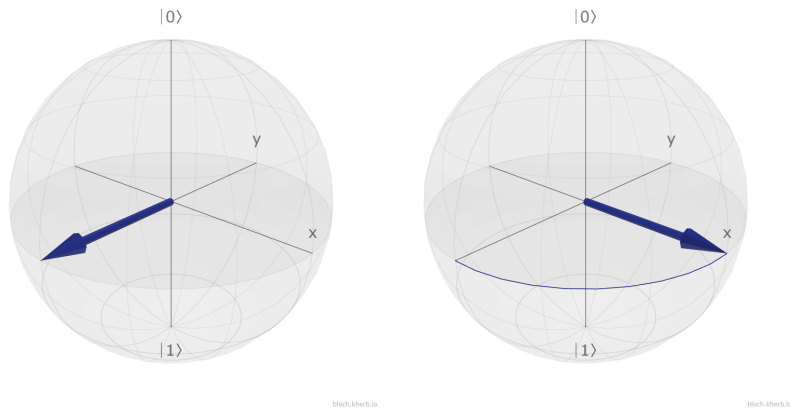 |0⟩
y
x
|1⟩
bloch.kherb.io
|0⟩
y
x
|1⟩
bloch.kherb.io